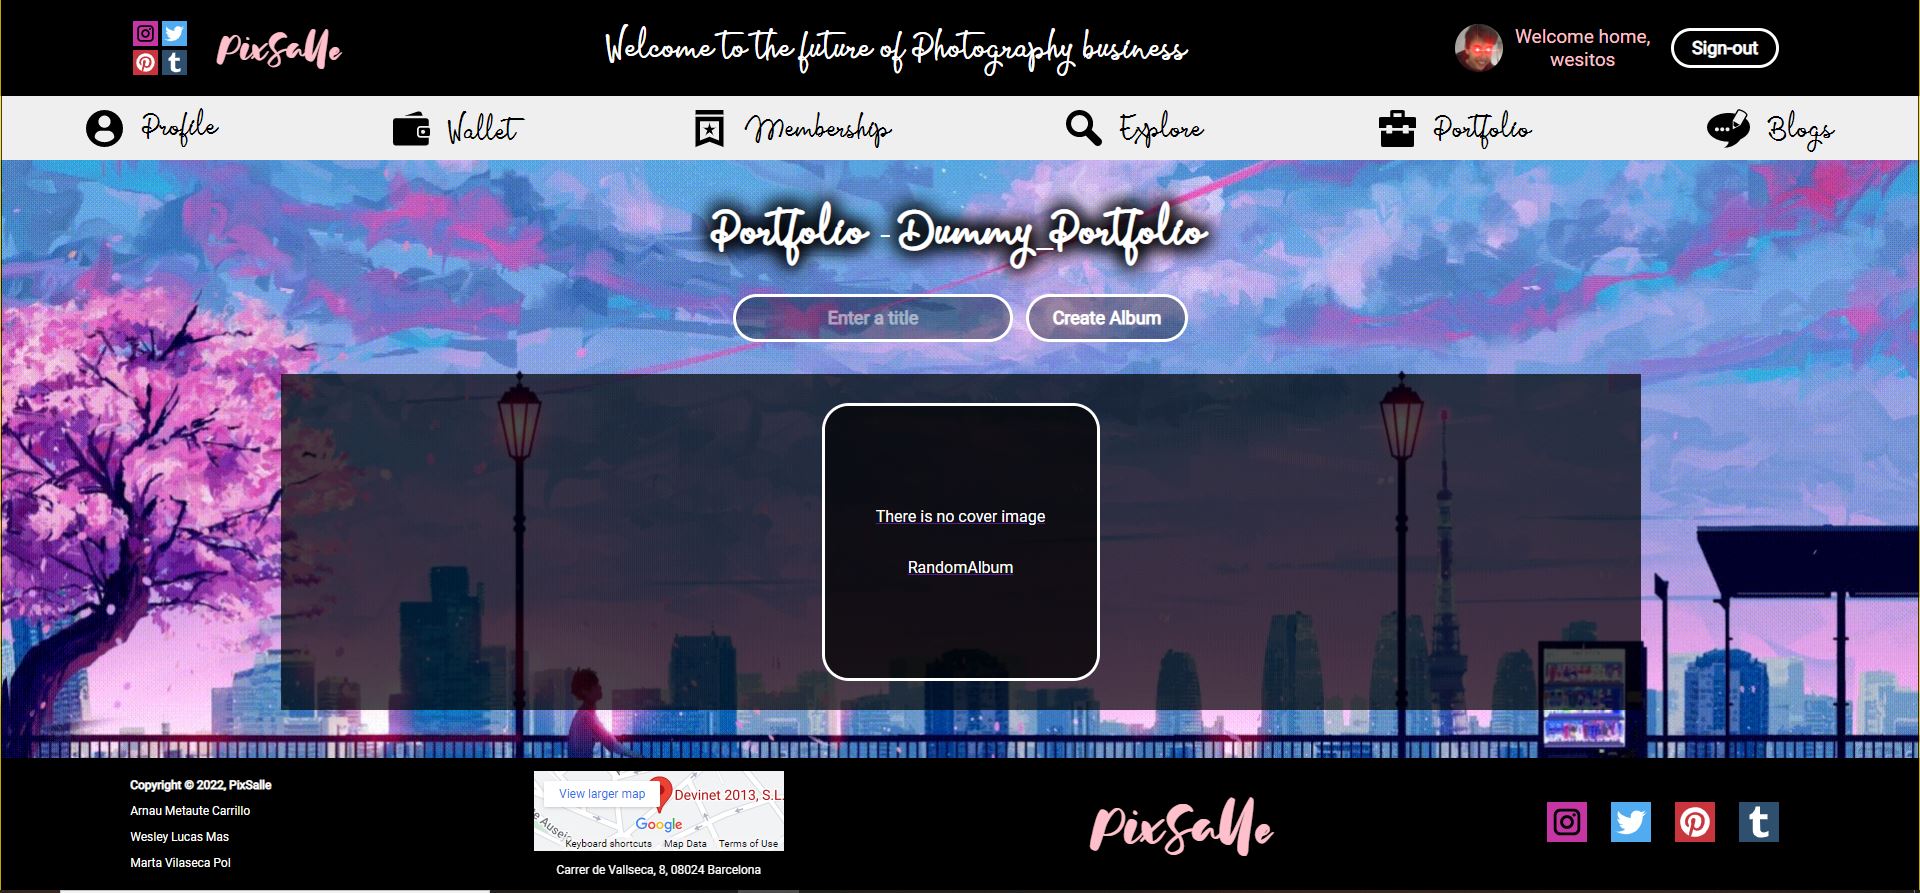 PixSalle
Welcome to the future of Photography business
Welcome home,
wesitos
Sign-out
Profile
Wallet
Membership
Explore
Portfolio
Blogs
Portfolio - Dummy_Portfolio
Enter a title
Create Album
There is no cover image
RandomAlbum
Copyright © 2022, PixSalle
Arnau Metaute Carrillo
Wesley Lucas Mas
Marta Vilaseca Pol
View larger map
Devinet 2013, S.L.
Google
Keyboard shortcuts Map Data Terms of Use
Carrer de Vallseca, 8, 08024 Barcelona
PixSalle